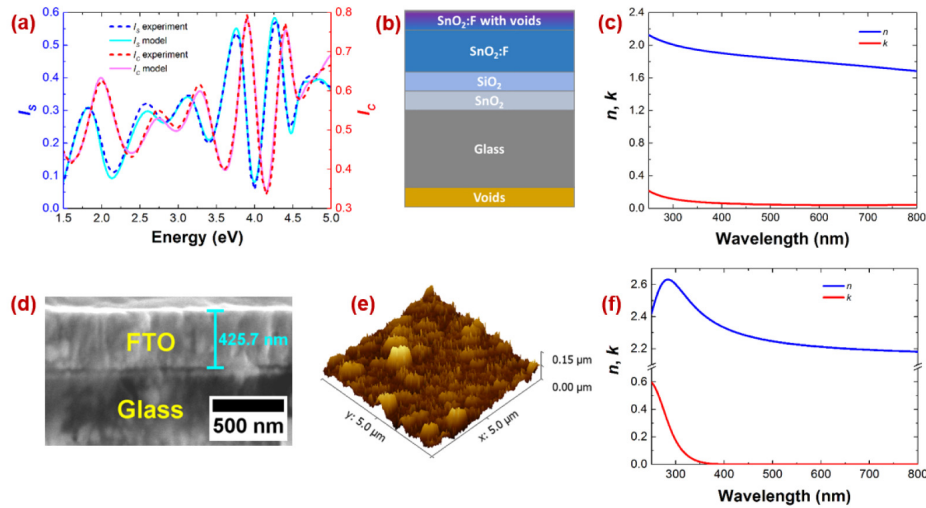 (a)
I_S experiment
I_S model
I_C experiment
I_C model
I_S
0.6
0.5
0.4
0.3
0.2
0.1
0.0
I_C
0.8
0.7
0.6
0.5
0.4
0.3
1.5 2.0 2.5 3.0 3.5 4.0 4.5 5.0
Energy (eV)
(b)
SnO₂:F with voids
SnO₂:F
SiO₂
SnO₂
Glass
Voids
(c)
n
k
n, k
2.4
2.0
1.6
1.2
0.8
0.4
0.0
300 400 500 600 700 800
Wavelength (nm)
(d)
FTO
425.7 nm
Glass
500 nm
(e)
0.15 µm
0.00 µm
y: 5.0 µm
x: 5.0 µm
(f)
n
k
n, k
2.6
2.4
2.2
0.6
0.4
0.2
0.0
300 400 500 600 700 800
Wavelength (nm)